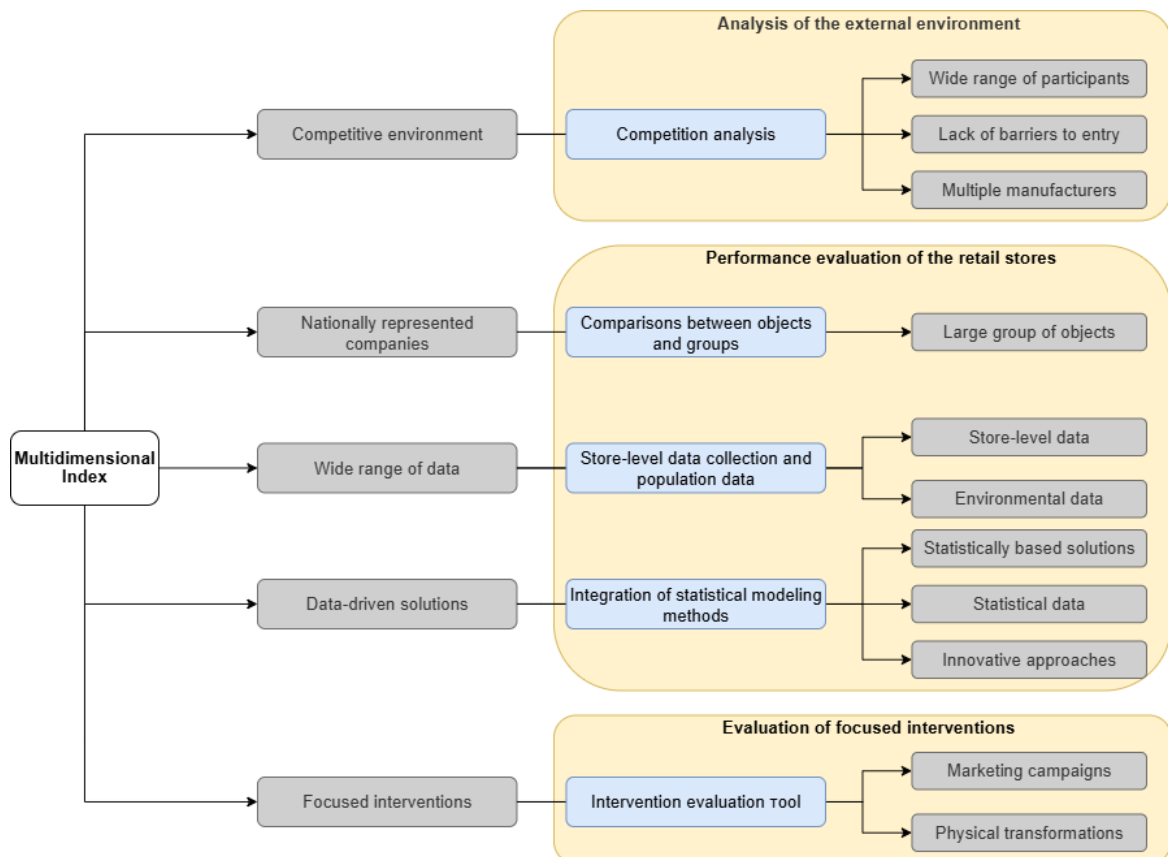 Analysis of the external environment
Wide range of participants
Competitive environment
Competition analysis
Lack of barriers to entry
Multiple manufacturers
Performance evaluation of the retail stores
Nationally represented
companies
Comparisons between objects
and groups
Large group of objects
Multidimensional
Index
Wide range of data
Store-level data collection and
population data
Store-level data
Environmental data
Statistically based solutions
Data-driven solutions
Integration of statistical modeling
methods
Statistical data
Innovative approaches
Evaluation of focused interventions
Marketing campaigns
Focused interventions
Intervention evaluation тool
Physical transformations